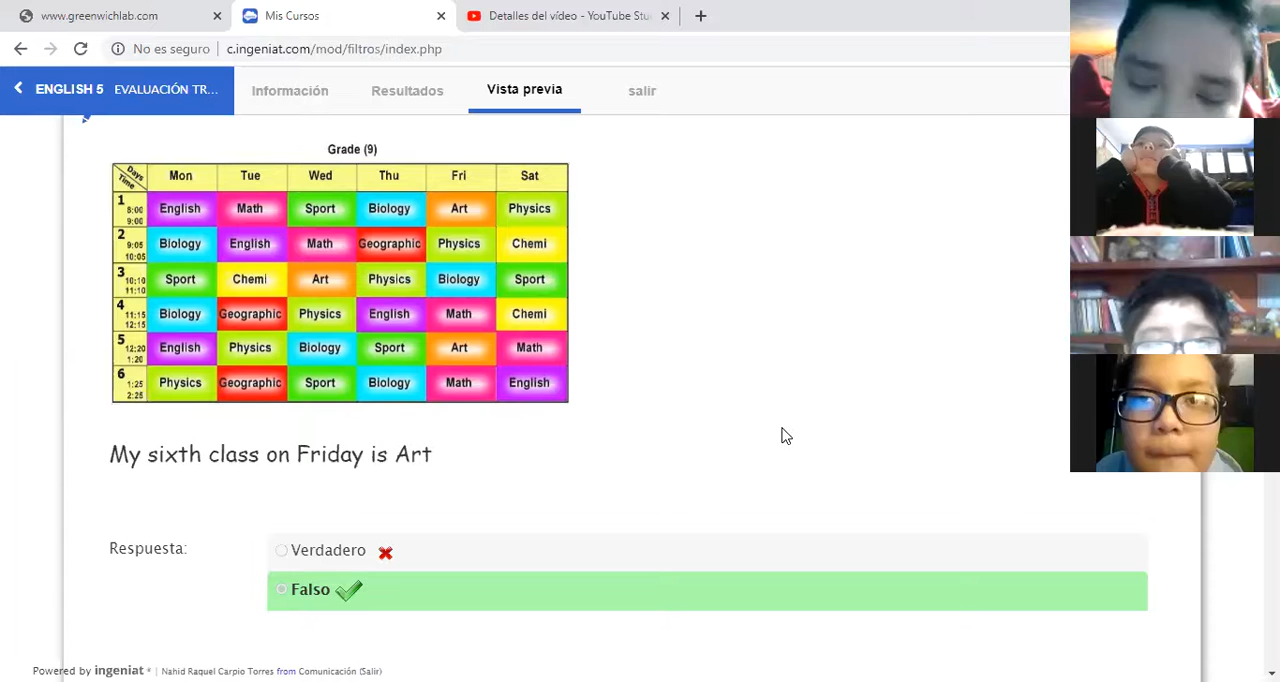 www.greenwichlab.com
Mis Cursos
Detalles del vídeo - YouTube Stu
No es seguro
c.ingeniat.com/mod/filtros/index.php
ENGLISH 5 EVALUACIÓN TR...
Información
Resultados
Vista previa
salir
Grade (9)
Days Time Mon Tue Wed Thu Fri Sat
1 8:00 9:00 English Math Sport Biology Art Physics
2 9:05 10:05 Biology English Math Geographic Physics Chemi
3 10:10 11:10 Sport Chemi Art Physics Biology Sport
4 11:15 12:15 Biology Geographic Physics English Math Chemi
5 12:20 1:20 English Physics Biology Sport Art Math
6 1:25 2:25 Physics Geographic Sport Biology Math English
My sixth class on Friday is Art
Respuesta:
Verdadero
Falso
Powered by ingeniat ® | Nahid Raquel Carpio Torres from Comunicación (Salir)